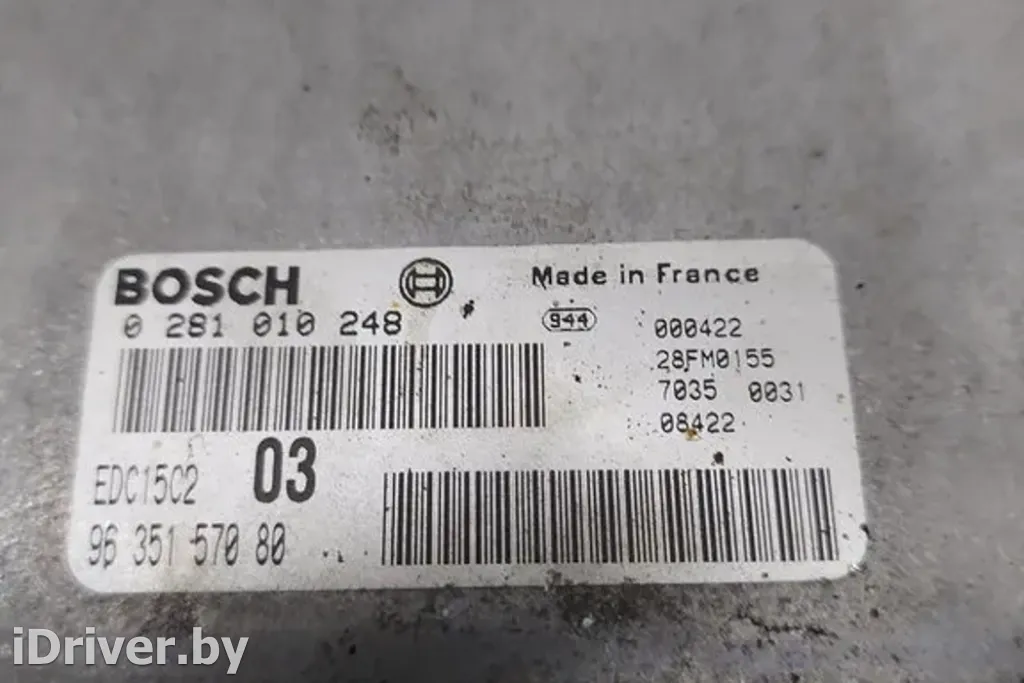 BOSCH
Made in France
0 281 010 248
944
000422
28FM0155
7035 0031
08422
EDC15C2
03
96 351 570 80
iDriver.by